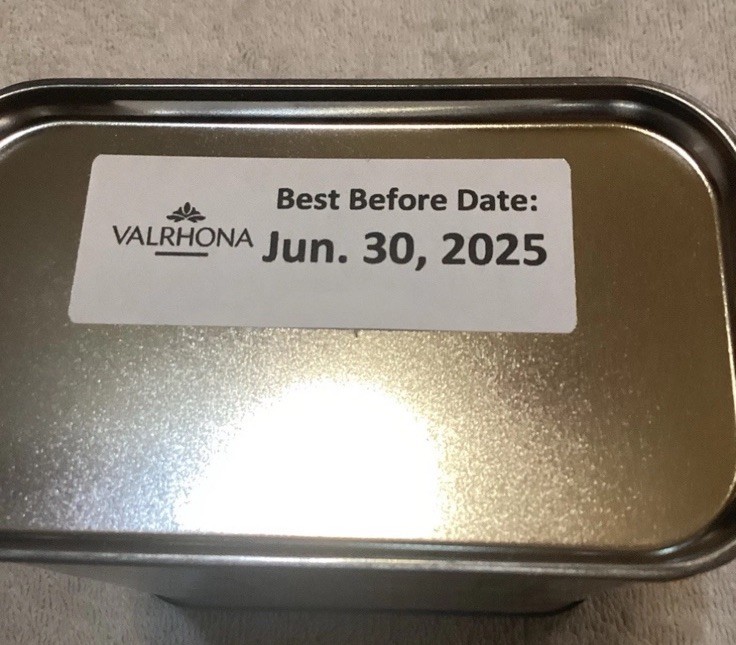 Best Before Date:
VALRHONA
Jun. 30, 2025